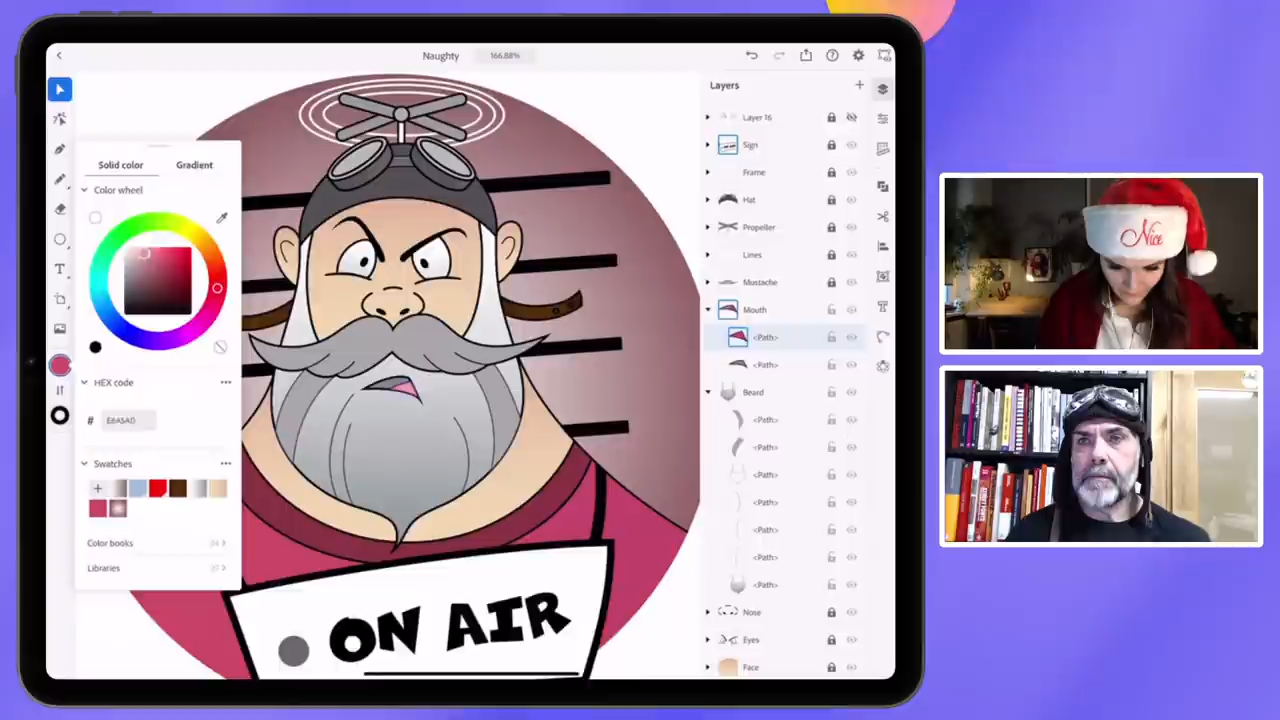 Naughty
166.88%
Layers
Solid color
Gradient
Color wheel
HEX code
#
E8A5AD
Swatches
Color books
Libraries
Layer 16
Sign
Frame
Hat
Propeller
Lines
Mustache
Mouth
<Path>
<Path>
Beard
<Path>
<Path>
<Path>
<Path>
<Path>
<Path>
<Path>
Nose
Eyes
Face
ON AIR
Nice